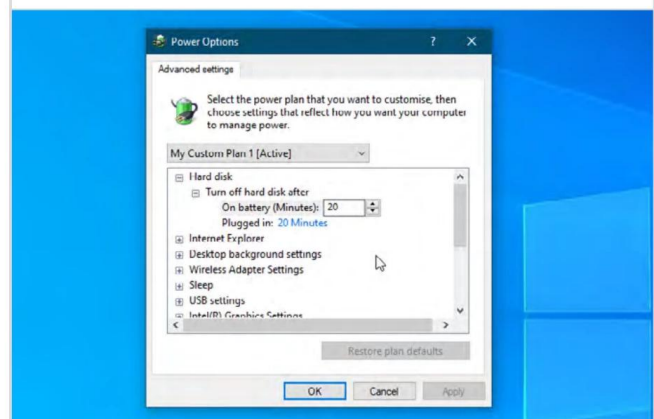 Power Options
Advanced settings
Select the power plan that you want to customise, then
choose settings that reflect how you want your computer
to manage power.
My Custom Plan 1 [Active]
Hard disk
Turn off hard disk after
On battery (Minutes): 20
Plugged in: 20 Minutes
Internet Explorer
Desktop background settings
Wireless Adapter Settings
Sleep
USB settings
Intel(R) Graphics Settings
Restore plan defaults
OK Cancel Apply